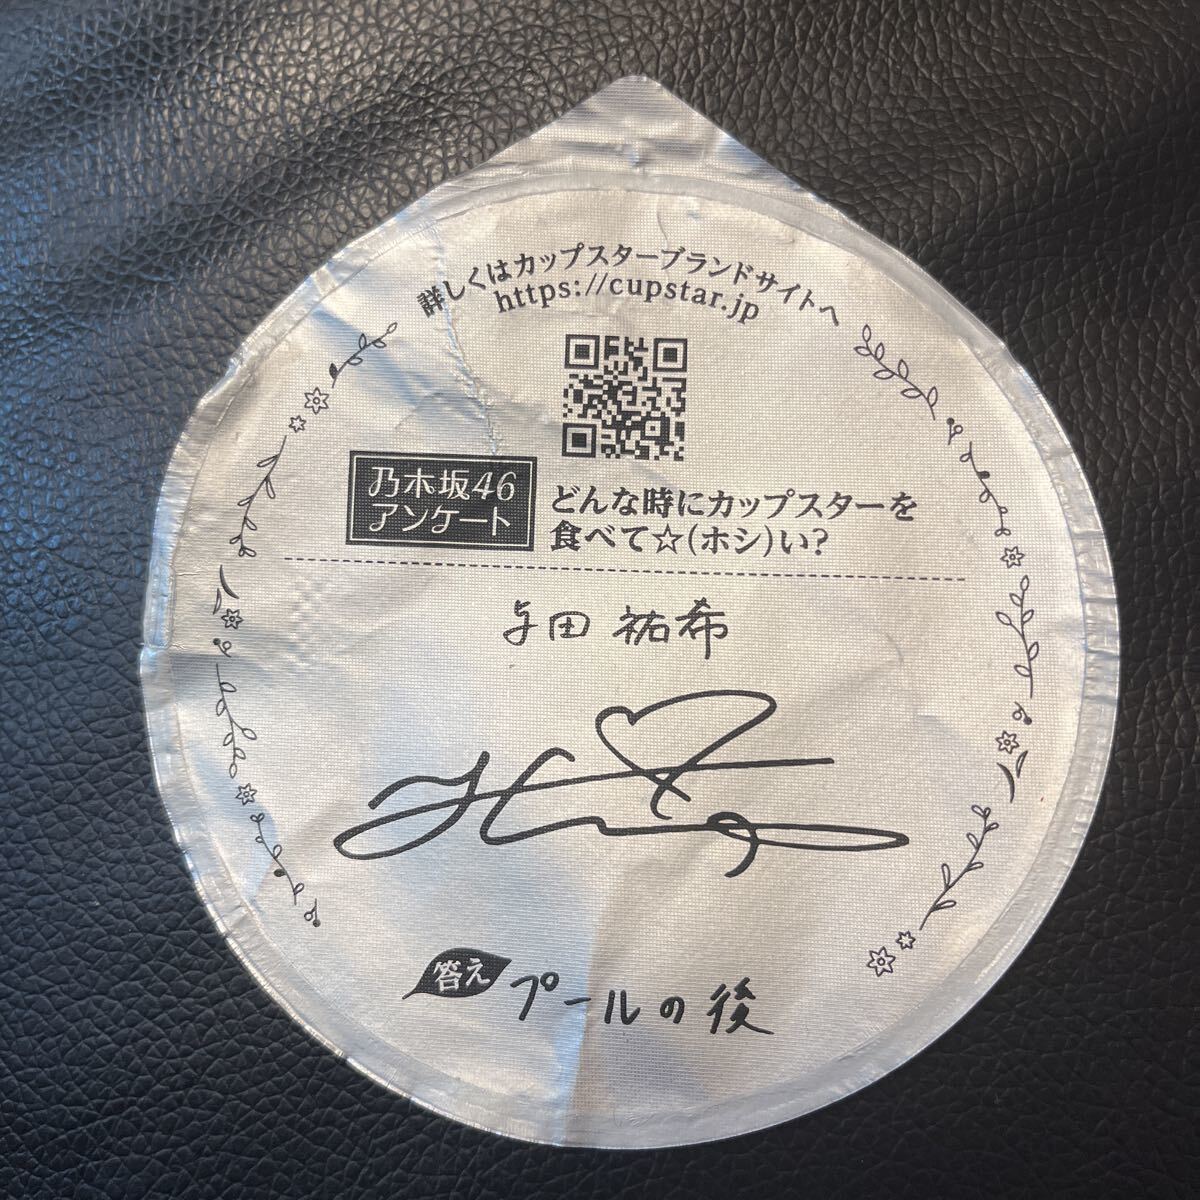 詳しくはカップスターブランドサイトへ
https://cupstar.jp
乃木坂46
アンケート
どんな時にカップスターを
食べて☆(ホシ)い?
与田 祐希
答え プールの後